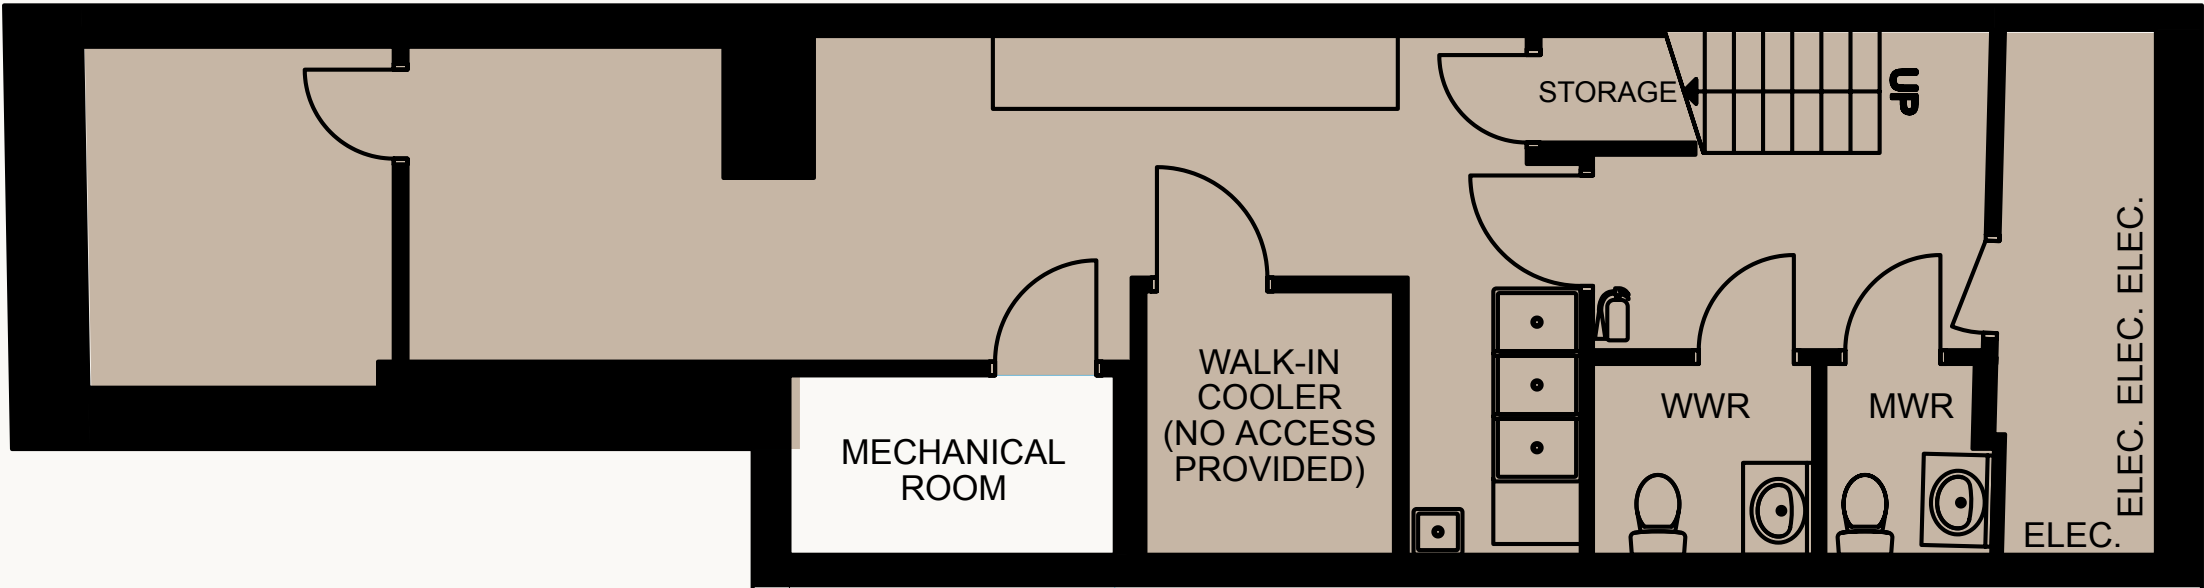 STORAGE
UP
WALK-IN
COOLER
(NO ACCESS
PROVIDED)
MECHANICAL
ROOM
WWR
MWR
ELEC. ELEC. ELEC. ELEC.
ELEC.